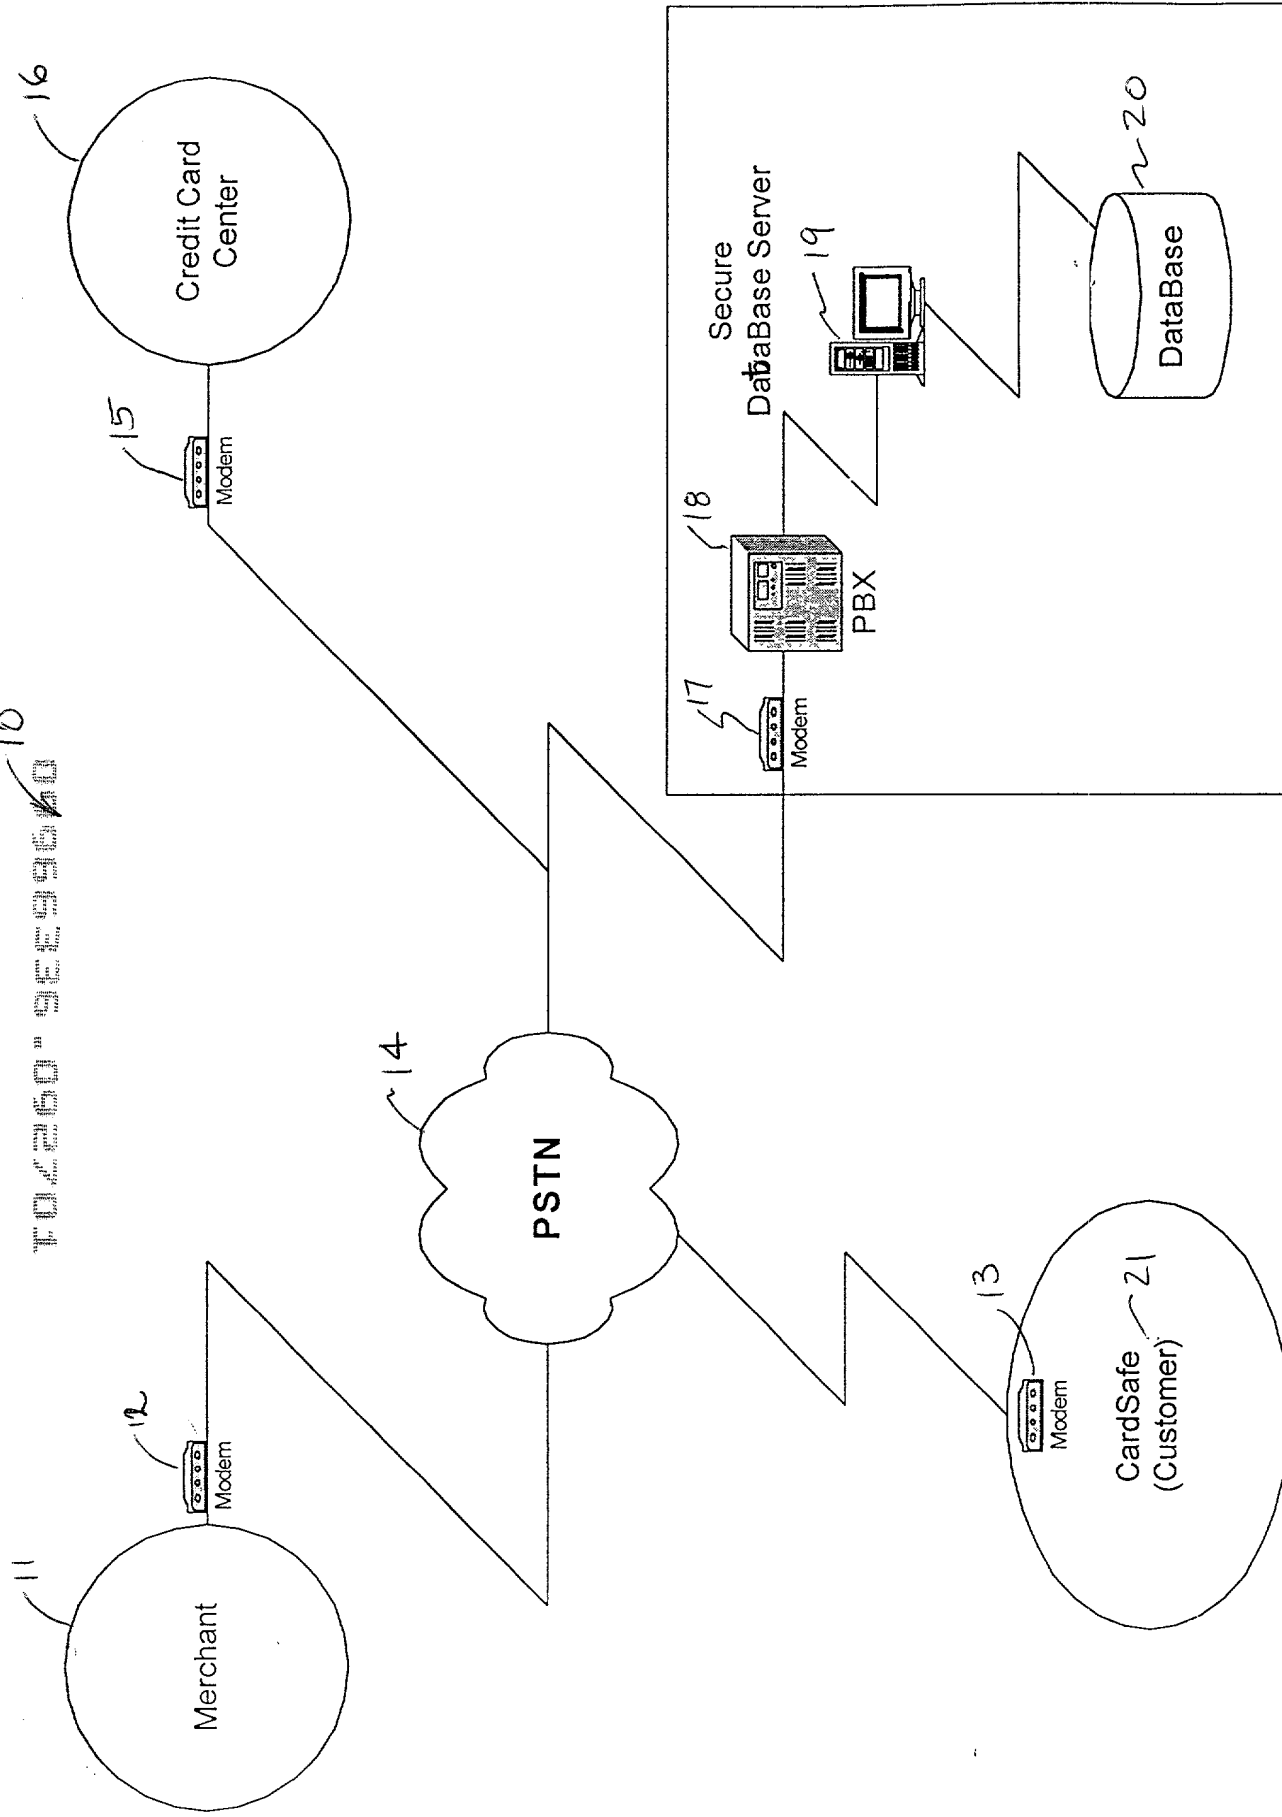 10
16
Credit Card
Center
15
Modem
11
Merchant
12
Modem
14
PSTN
Secure
DataBase Server
19
18
PBX
17
Modem
20
DataBase
13
Modem
CardSafe
(Customer)
21